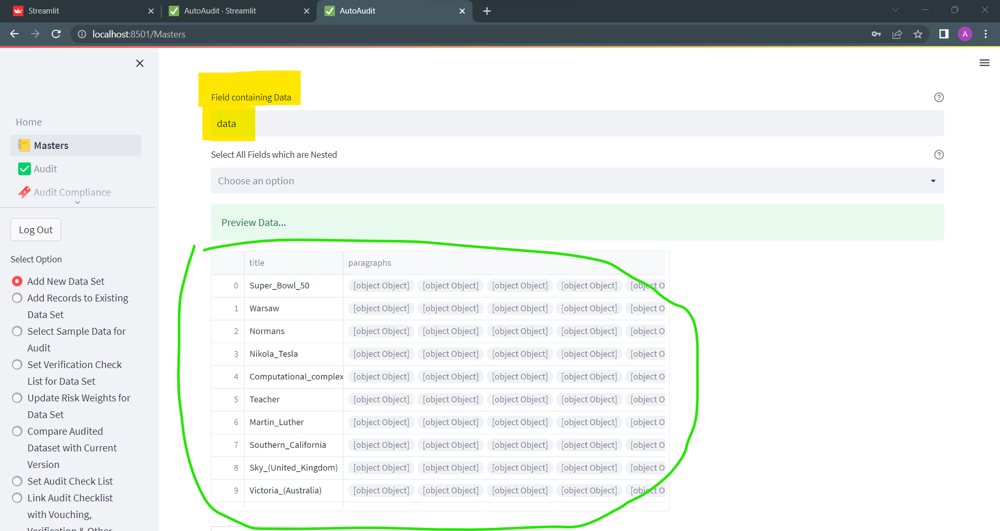 Streamlit
AutoAudit · Streamlit
AutoAudit
localhost:8501/Masters
A
Home
Masters
Audit
Audit Compliance
Log Out
Select Option
Add New Data Set
Add Records to Existing
Data Set
Select Sample Data for
Audit
Set Verification Check
List for Data Set
Update Risk Weights for
Data Set
Compare Audited
Dataset with Current
Version
Set Audit Check List
Link Audit Checklist
with Vouching,
Verification & Other
Field containing Data
data
Select All Fields which are Nested
Choose an option
Preview Data...
title paragraphs
0 Super_Bowl_50 [object Object] [object Object] [object Object] [object Object] [object O
1 Warsaw [object Object] [object Object] [object Object] [object Object] [object O
2 Normans [object Object] [object Object] [object Object] [object Object] [object O
3 Nikola_Tesla [object Object] [object Object] [object Object] [object Object] [object O
4 Computational_complex [object Object] [object Object] [object Object] [object Object] [object O
5 Teacher [object Object] [object Object] [object Object] [object Object] [object O
6 Martin_Luther [object Object] [object Object] [object Object] [object Object] [object O
7 Southern_California [object Object] [object Object] [object Object] [object Object] [object O
8 Sky_(United_Kingdom) [object Object] [object Object] [object Object] [object Object] [object O
9 Victoria_(Australia) [object Object] [object Object] [object Object] [object Object] [object O